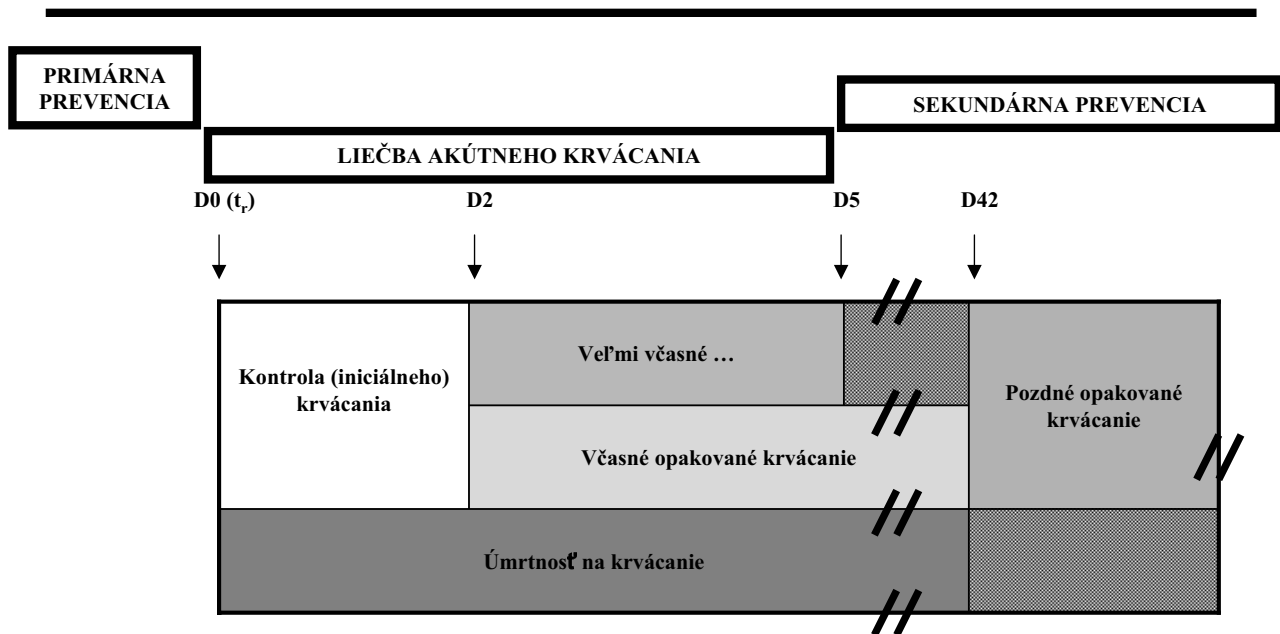 PRIMÁRNA
PREVENCIA
SEKUNDÁRNA PREVENCIA
LIEČBA AKÚTNEHO KRVÁCANIA
D0 (tr)
D2
D5
D42
Veľmi včasné …
Kontrola (iniciálneho)
krvácania
Pozdné opakované
krvácanie
Včasné opakované krvácanie
Úmrtnosť na krvácanie